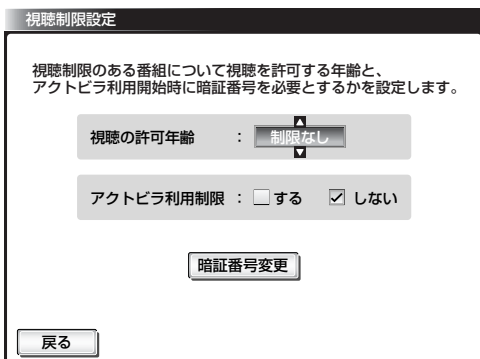 視聴制限設定
視聴制限のある番組について視聴を許可する年齢と、
アクトビラ利用開始時に暗証番号を必要とするかを設定します。
視聴の許可年齢 : 制限なし
アクトビラ利用制限 : する しない
暗証番号変更
戻る